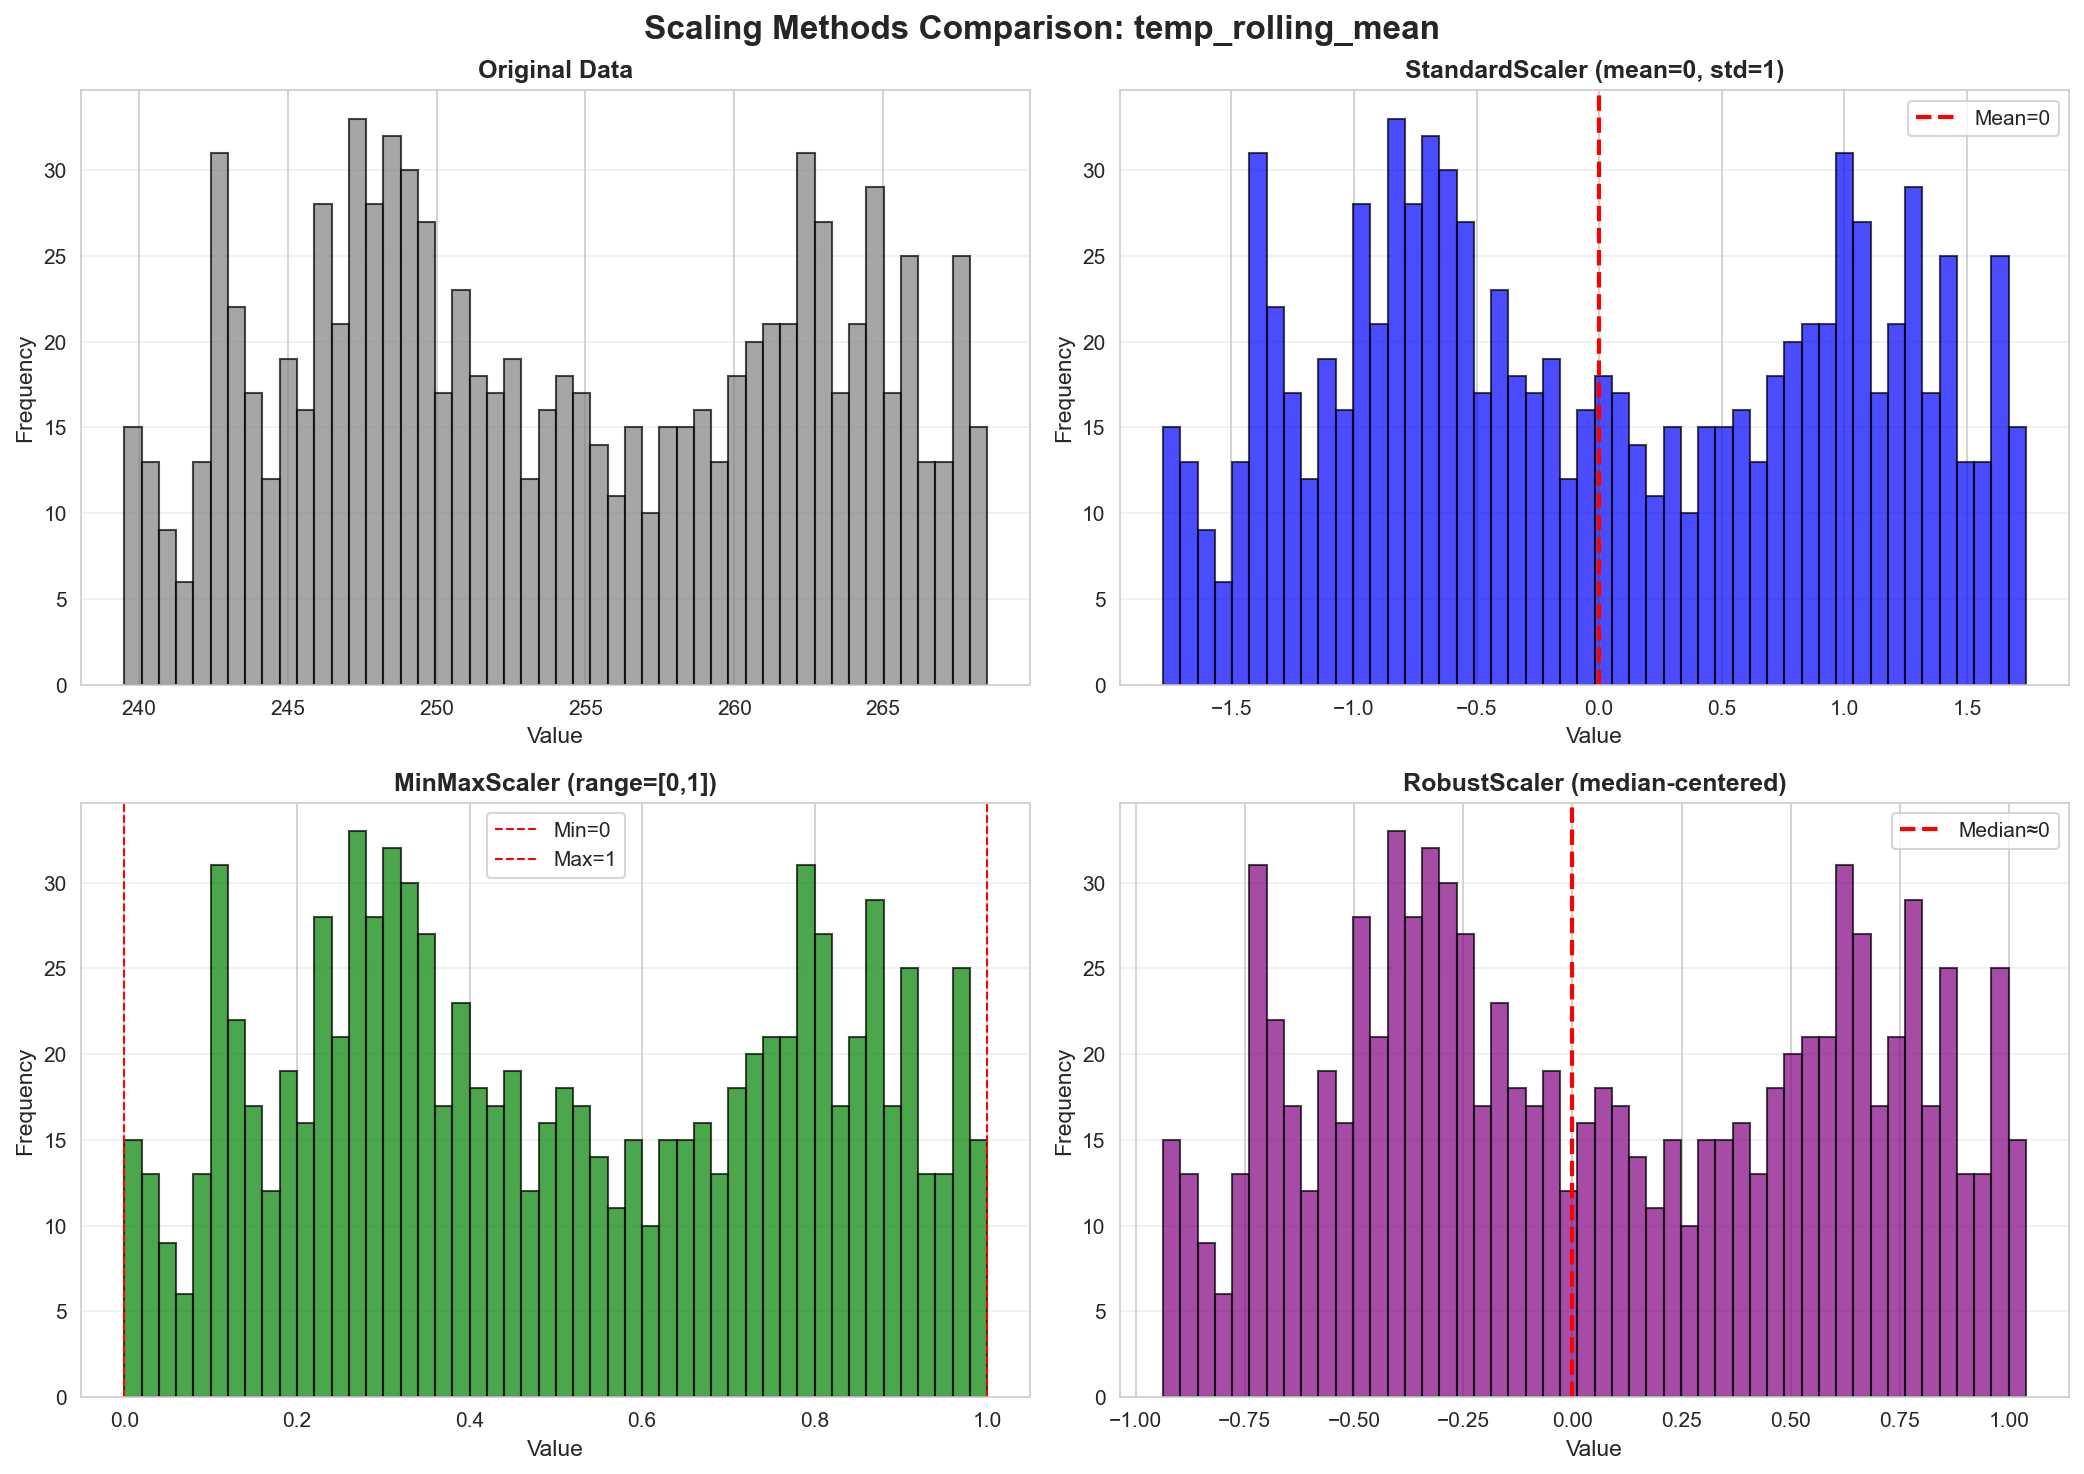 Scaling Methods Comparison: temp_rolling_mean
Original Data
Frequency
30
25
20
15
10
5
0
240 245 250 255 260 265
Value
StandardScaler (mean=0, std=1)
Mean=0
Frequency
30
25
20
15
10
5
0
−1.5 −1.0 −0.5 0.0 0.5 1.0 1.5
Value
MinMaxScaler (range=[0,1])
Min=0
Max=1
Frequency
30
25
20
15
10
5
0
0.0 0.2 0.4 0.6 0.8 1.0
Value
RobustScaler (median-centered)
Median≈0
Frequency
30
25
20
15
10
5
0
−1.00 −0.75 −0.50 −0.25 0.00 0.25 0.50 0.75 1.00
Value